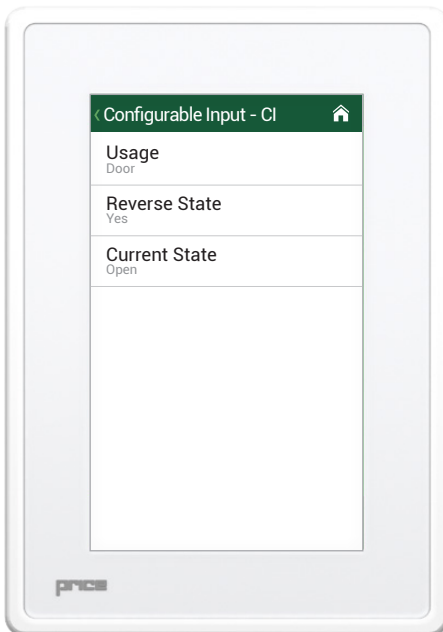 Configurable Input - CI
Usage
Door
Reverse State
Yes
Current State
Open
price